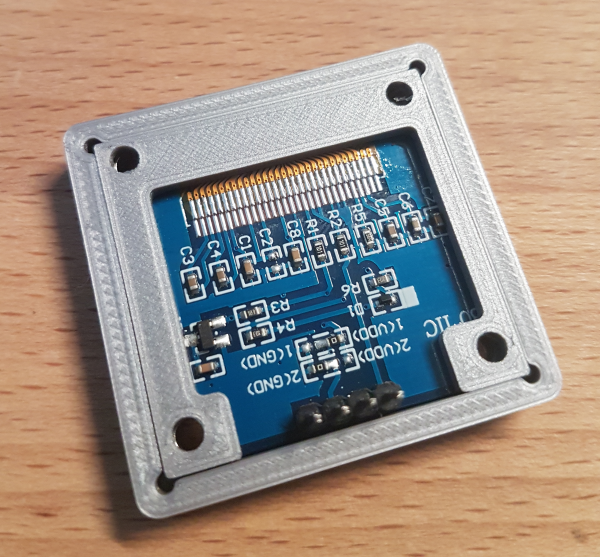 C3 C4 C1 C2 C8 R1 R2 R5 C5 C6
R6
D1
R3
R4
IIC
1(GND) 1(VDD)
2(GND) 2(VDD)